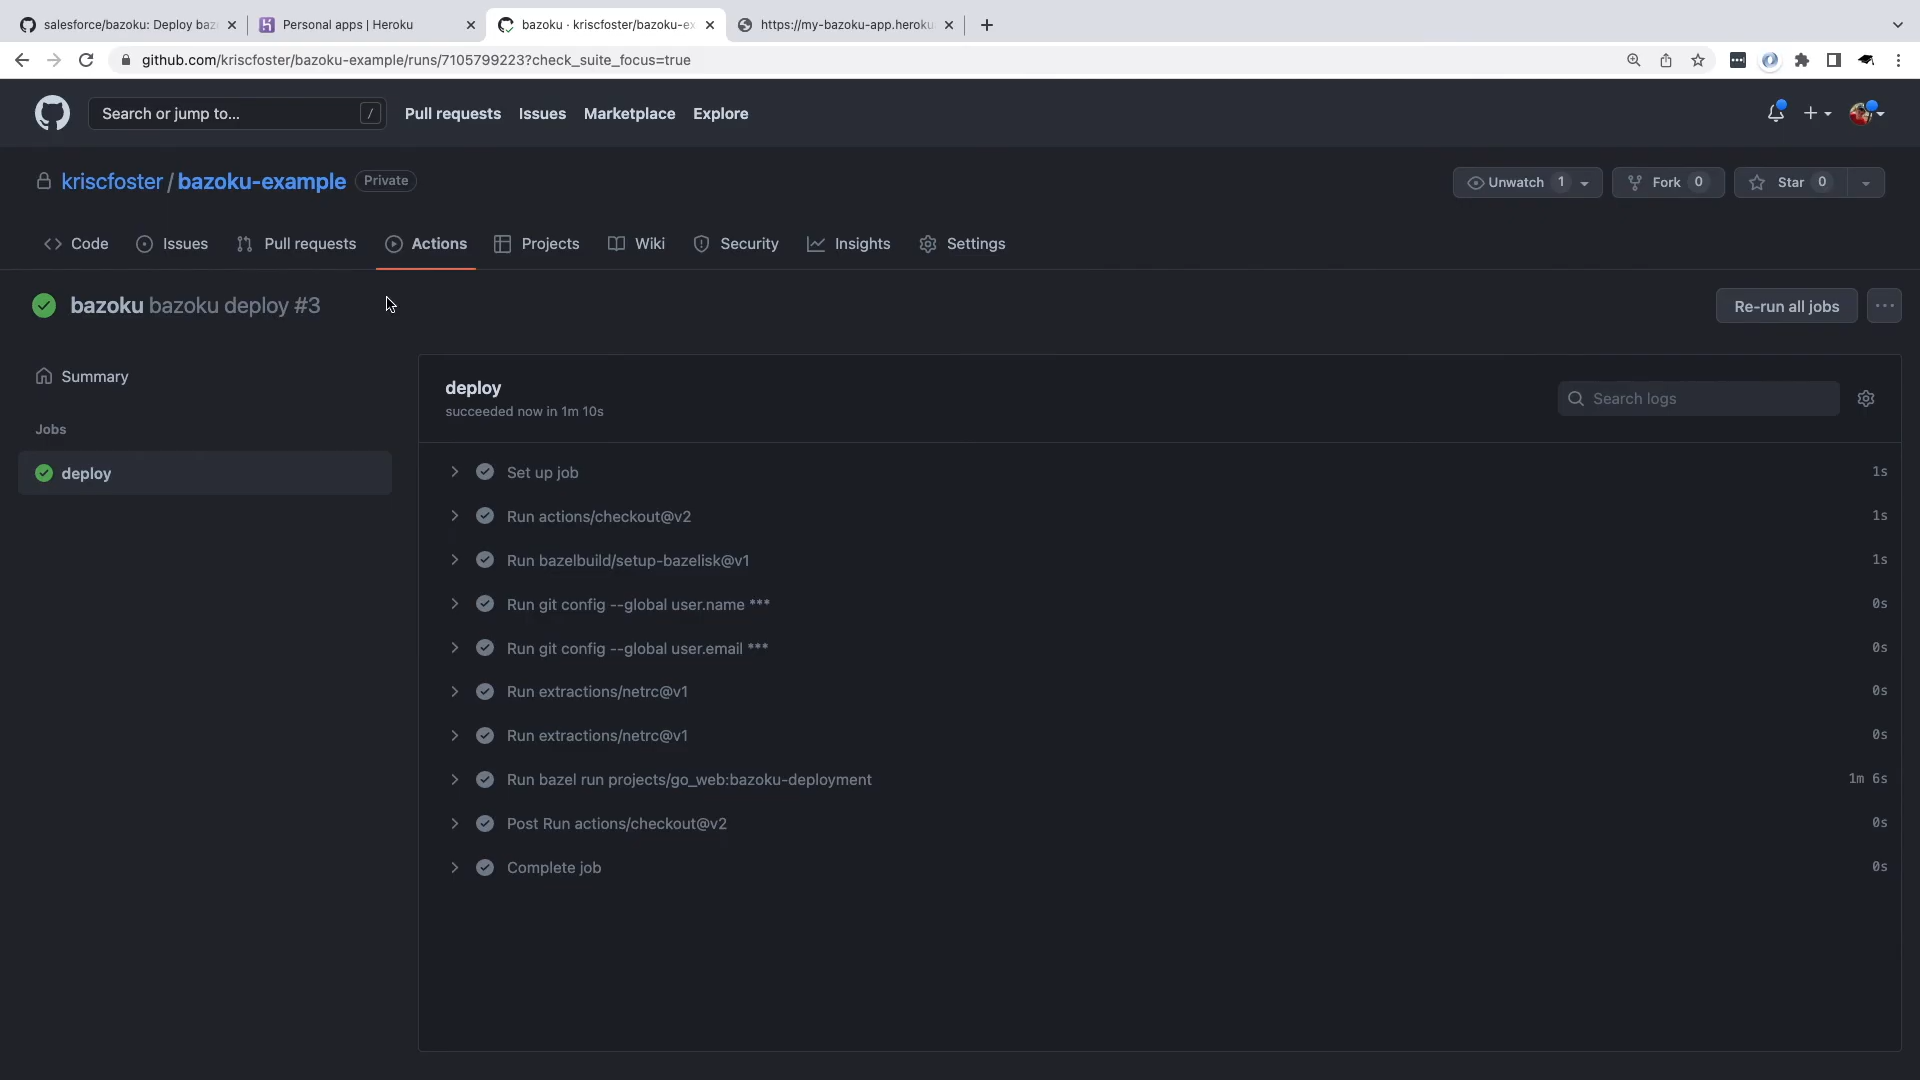 salesforce/bazoku: Deploy baz
Personal apps | Heroku
bazoku · kriscfoster/bazoku-ex
https://my-bazoku-app.heroku
github.com/kriscfoster/bazoku-example/runs/7105799223?check_suite_focus=true
Search or jump to... /
Pull requests
Issues
Marketplace
Explore
kriscfoster / bazoku-example Private
Unwatch 1
Fork 0
Star 0
Code
Issues
Pull requests
Actions
Projects
Wiki
Security
Insights
Settings
bazoku bazoku deploy #3
Re-run all jobs
Summary
Jobs
deploy
deploy
succeeded now in 1m 10s
Search logs
Set up job 1s
Run actions/checkout@v2 1s
Run bazelbuild/setup-bazelisk@v1 1s
Run git config --global user.name *** 0s
Run git config --global user.email *** 0s
Run extractions/netrc@v1 0s
Run extractions/netrc@v1 0s
Run bazel run projects/go_web:bazoku-deployment 1m 6s
Post Run actions/checkout@v2 0s
Complete job 0s